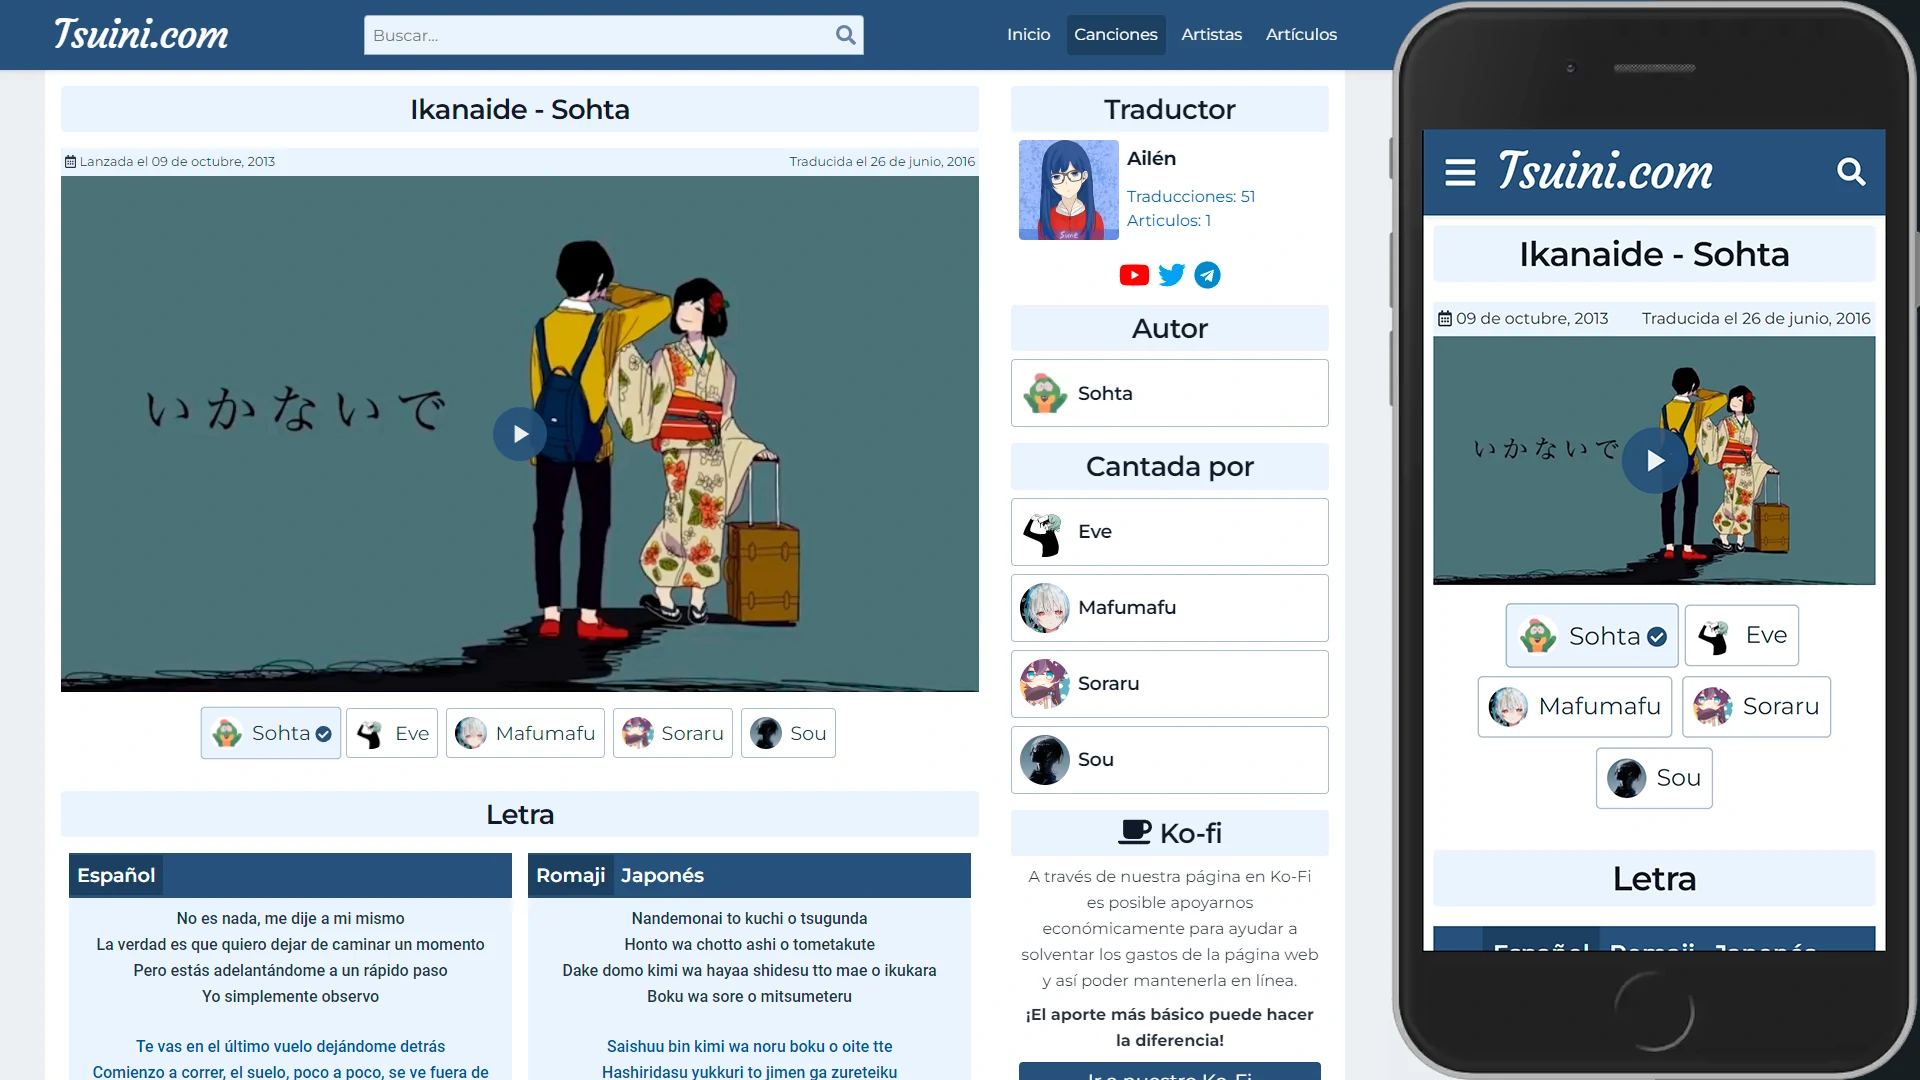 Tsuini.com
Buscar...
Inicio
Canciones
Artistas
Artículos
Ikanaide - Sohta
Lanzada el 09 de octubre, 2013
Traducida el 26 de junio, 2016
いかないで
Sohta
Eve
Mafumafu
Soraru
Sou
Letra
Español
No es nada, me dije a mi mismo
La verdad es que quiero dejar de caminar un momento
Pero estás adelantándome a un rápido paso
Yo simplemente observo
Te vas en el último vuelo dejándome detrás
Comienzo a correr, el suelo, poco a poco, se ve fuera de
Romaji Japonés
Nandemonai to kuchi o tsugunda
Honto wa chotto ashi o tometakute
Dake domo kimi wa hayaa shidesu tto mae o ikukara
Boku wa sore o mitsumeteru
Saishuu bin kimi wa noru boku o oite tte
Hashiridasu yukkuri to jimen ga zureteiku
Traductor
Ailén
Traducciones: 51
Articulos: 1
Sume
Autor
Sohta
Cantada por
Eve
Mafumafu
Soraru
Sou
Ko-fi
A través de nuestra página en Ko-Fi
es posible apoyarnos
económicamente para ayudar a
solventar los gastos de la página web
y así poder mantenerla en línea.
¡El aporte más básico puede hacer
la diferencia!
Ir a nuestro Ko-Fi
Tsuini.com
Ikanaide - Sohta
09 de octubre, 2013
Traducida el 26 de junio, 2016
いかないで
Sohta
Eve
Mafumafu
Soraru
Sou
Letra
Español Romaji Japonés